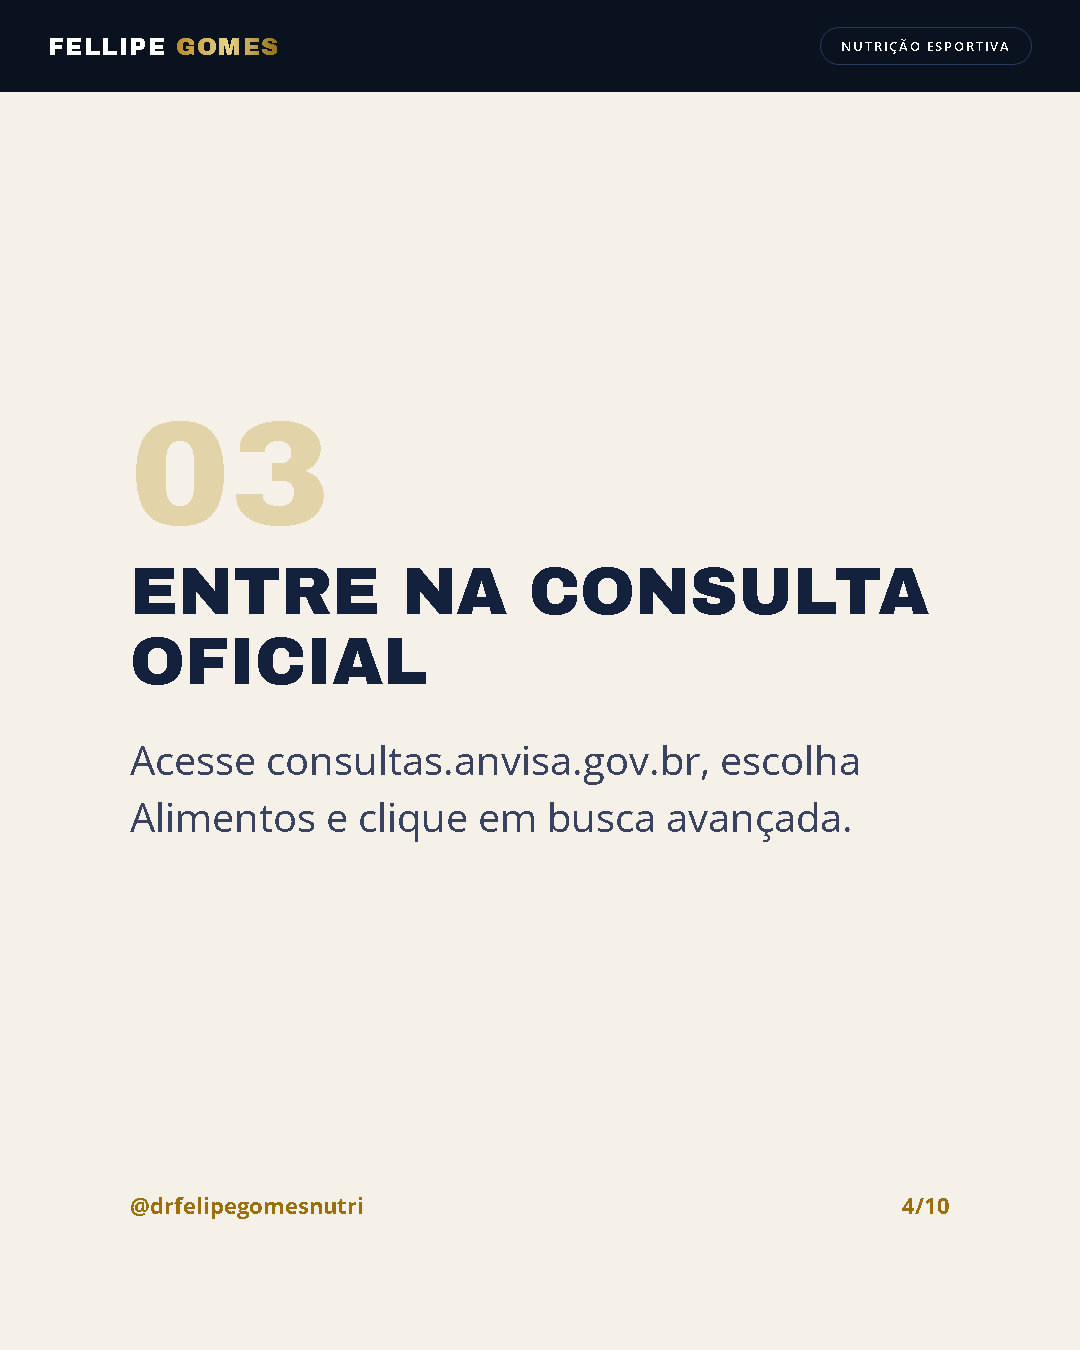 FELLIPE GOMES
NUTRIÇÃO ESPORTIVA
03
ENTRE NA CONSULTA
OFICIAL
Acesse consultas.anvisa.gov.br, escolha
Alimentos e clique em busca avançada.
@drfelipegomesnutri
4/10